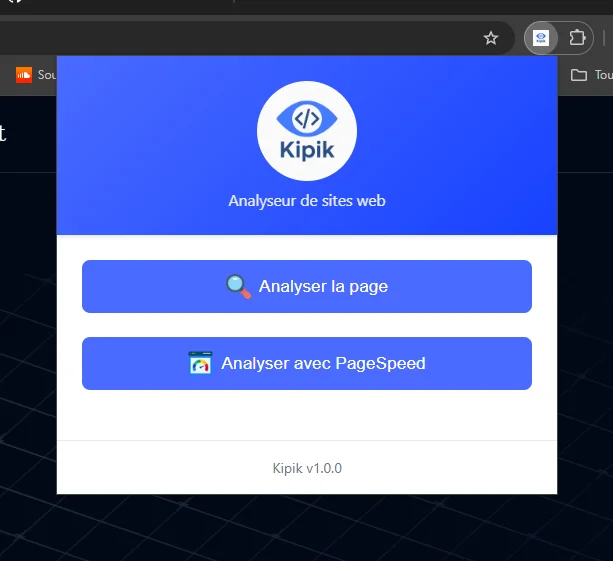 Sou
Tou
t
</>
Kipik
Analyseur de sites web
Analyser la page
Analyser avec PageSpeed
Kipik v1.0.0